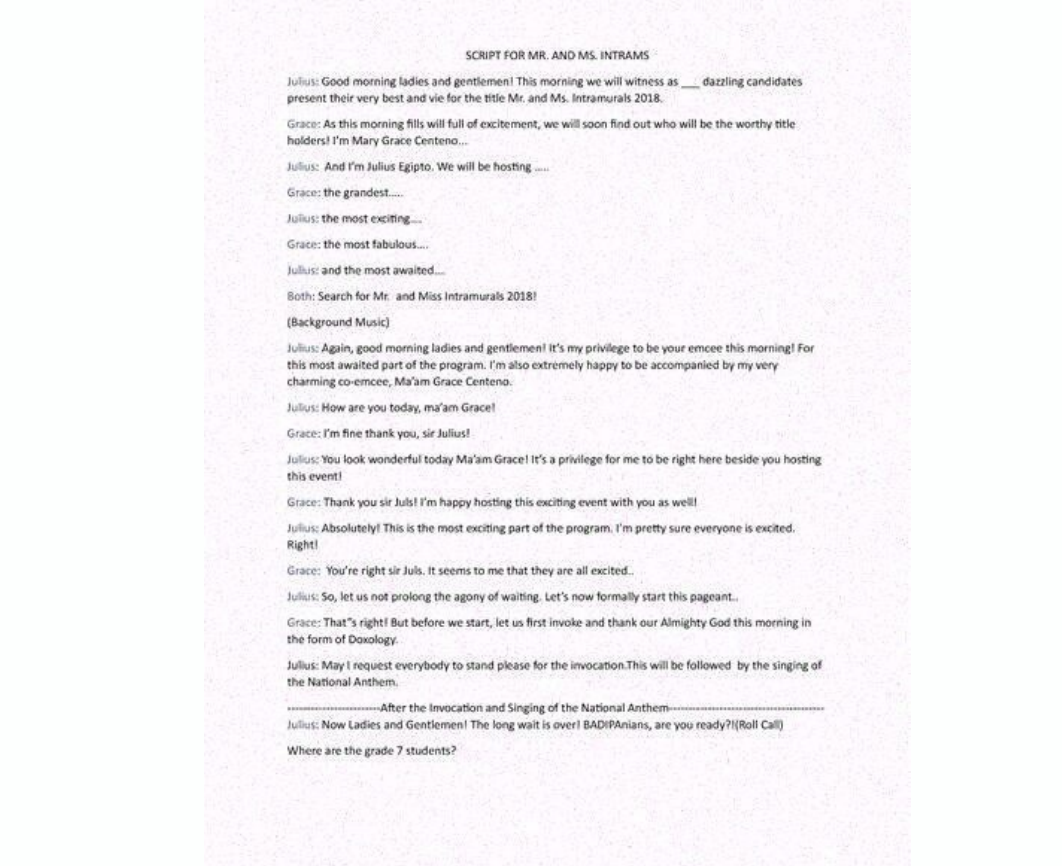 SCRIPT FOR MR. AND MS. INTRAMS
Julius: Good morning ladies and gentlemen! This morning we will witness as ___ dazzling candidates
present their very best and vie for the title Mr. and Ms. Intramurals 2018.
Grace: As this morning fills will full of excitement, we will soon find out who will be the worthy title
holders! I'm Mary Grace Centeno...
Julius: And I'm Julius Egipto. We will be hosting .....
Grace: the grandest.....
Julius: the most exciting....
Grace: the most fabulous....
Julius: and the most awaited....
Both: Search for Mr. and Miss Intramurals 2018!
(Background Music)
Julius: Again, good morning ladies and gentlemen! It's my privilege to be your emcee this morning! For
this most awaited part of the program. I'm also extremely happy to be accompanied by my very
charming co-emcee, Ma'am Grace Centeno.
Julius: How are you today, ma'am Grace!
Grace: I'm fine thank you, sir Julius!
Julius: You look wonderful today Ma'am Grace! It's a privilege for me to be right here beside you hosting
this event!
Grace: Thank you sir Juls! I'm happy hosting this exciting event with you as well!
Julius: Absolutely! This is the most exciting part of the program. I'm pretty sure everyone is excited.
Right!
Grace: You're right sir Juls. It seems to me that they are all excited..
Julius: So, let us not prolong the agony of waiting. Let's now formally start this pageant..
Grace: That"s right! But before we start, let us first invoke and thank our Almighty God this morning in
the form of Doxology.
Julius: May I request everybody to stand please for the invocation.This will be followed by the singing of
the National Anthem.
-----------------------After the Invocation and Singing of the National Anthem---------------------------------------
Julius: Now Ladies and Gentlemen! The long wait is over! BADIPAnians, are you ready?!(Roll Call)
Where are the grade 7 students?